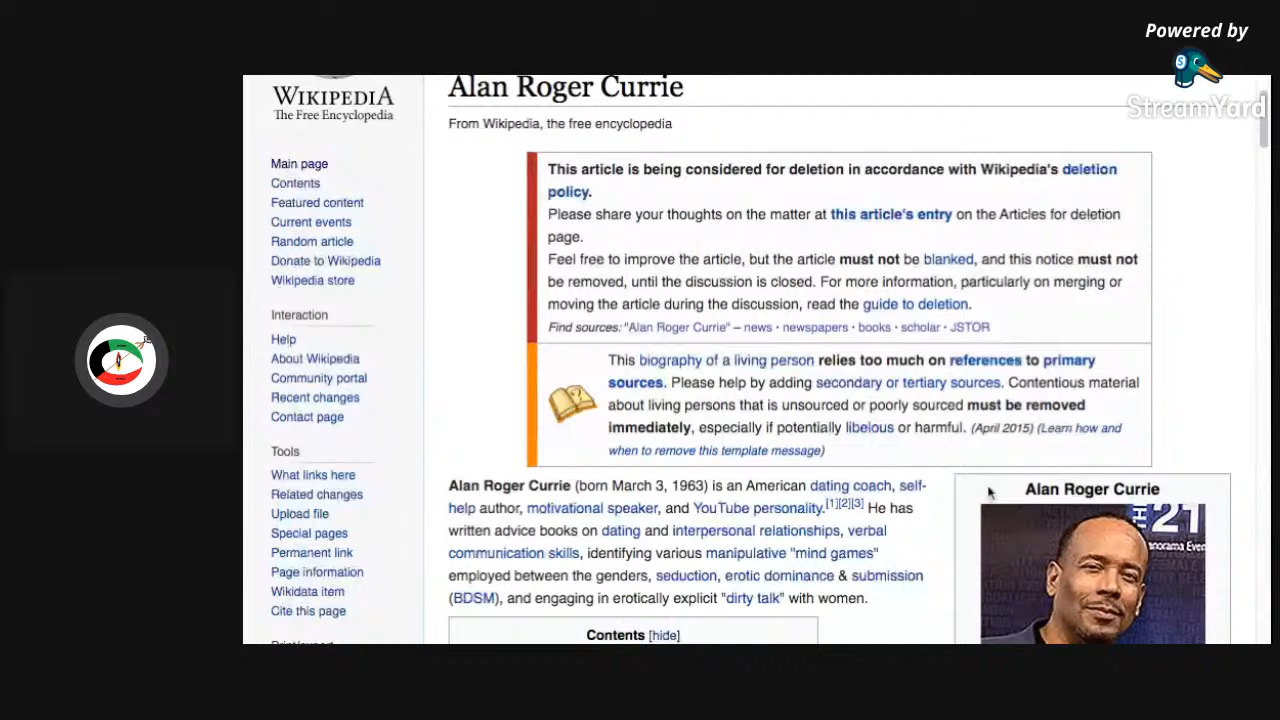 Powered by
StreamYard
WIKIPEDIA
The Free Encyclopedia
Main page
Contents
Featured content
Current events
Random article
Donate to Wikipedia
Wikipedia store
Interaction
Help
About Wikipedia
Community portal
Recent changes
Contact page
Tools
What links here
Related changes
Upload file
Special pages
Permanent link
Page information
Wikidata item
Cite this page
Alan Roger Currie
From Wikipedia, the free encyclopedia
This article is being considered for deletion in accordance with Wikipedia's deletion
policy.
Please share your thoughts on the matter at this article's entry on the Articles for deletion
page.
Feel free to improve the article, but the article must not be blanked, and this notice must not
be removed, until the discussion is closed. For more information, particularly on merging or
moving the article during the discussion, read the guide to deletion.
Find sources: "Alan Roger Currie" – news · newspapers · books · scholar · JSTOR
This biography of a living person relies too much on references to primary
sources. Please help by adding secondary or tertiary sources. Contentious material
about living persons that is unsourced or poorly sourced must be removed
immediately, especially if potentially libelous or harmful. (April 2015) (Learn how and
when to remove this template message)
Alan Roger Currie (born March 3, 1963) is an American dating coach, self-
help author, motivational speaker, and YouTube personality.[1][2][3] He has
written advice books on dating and interpersonal relationships, verbal
communication skills, identifying various manipulative "mind games"
employed between the genders, seduction, erotic dominance & submission
(BDSM), and engaging in erotically explicit "dirty talk" with women.
Contents [hide]
Alan Roger Currie
21